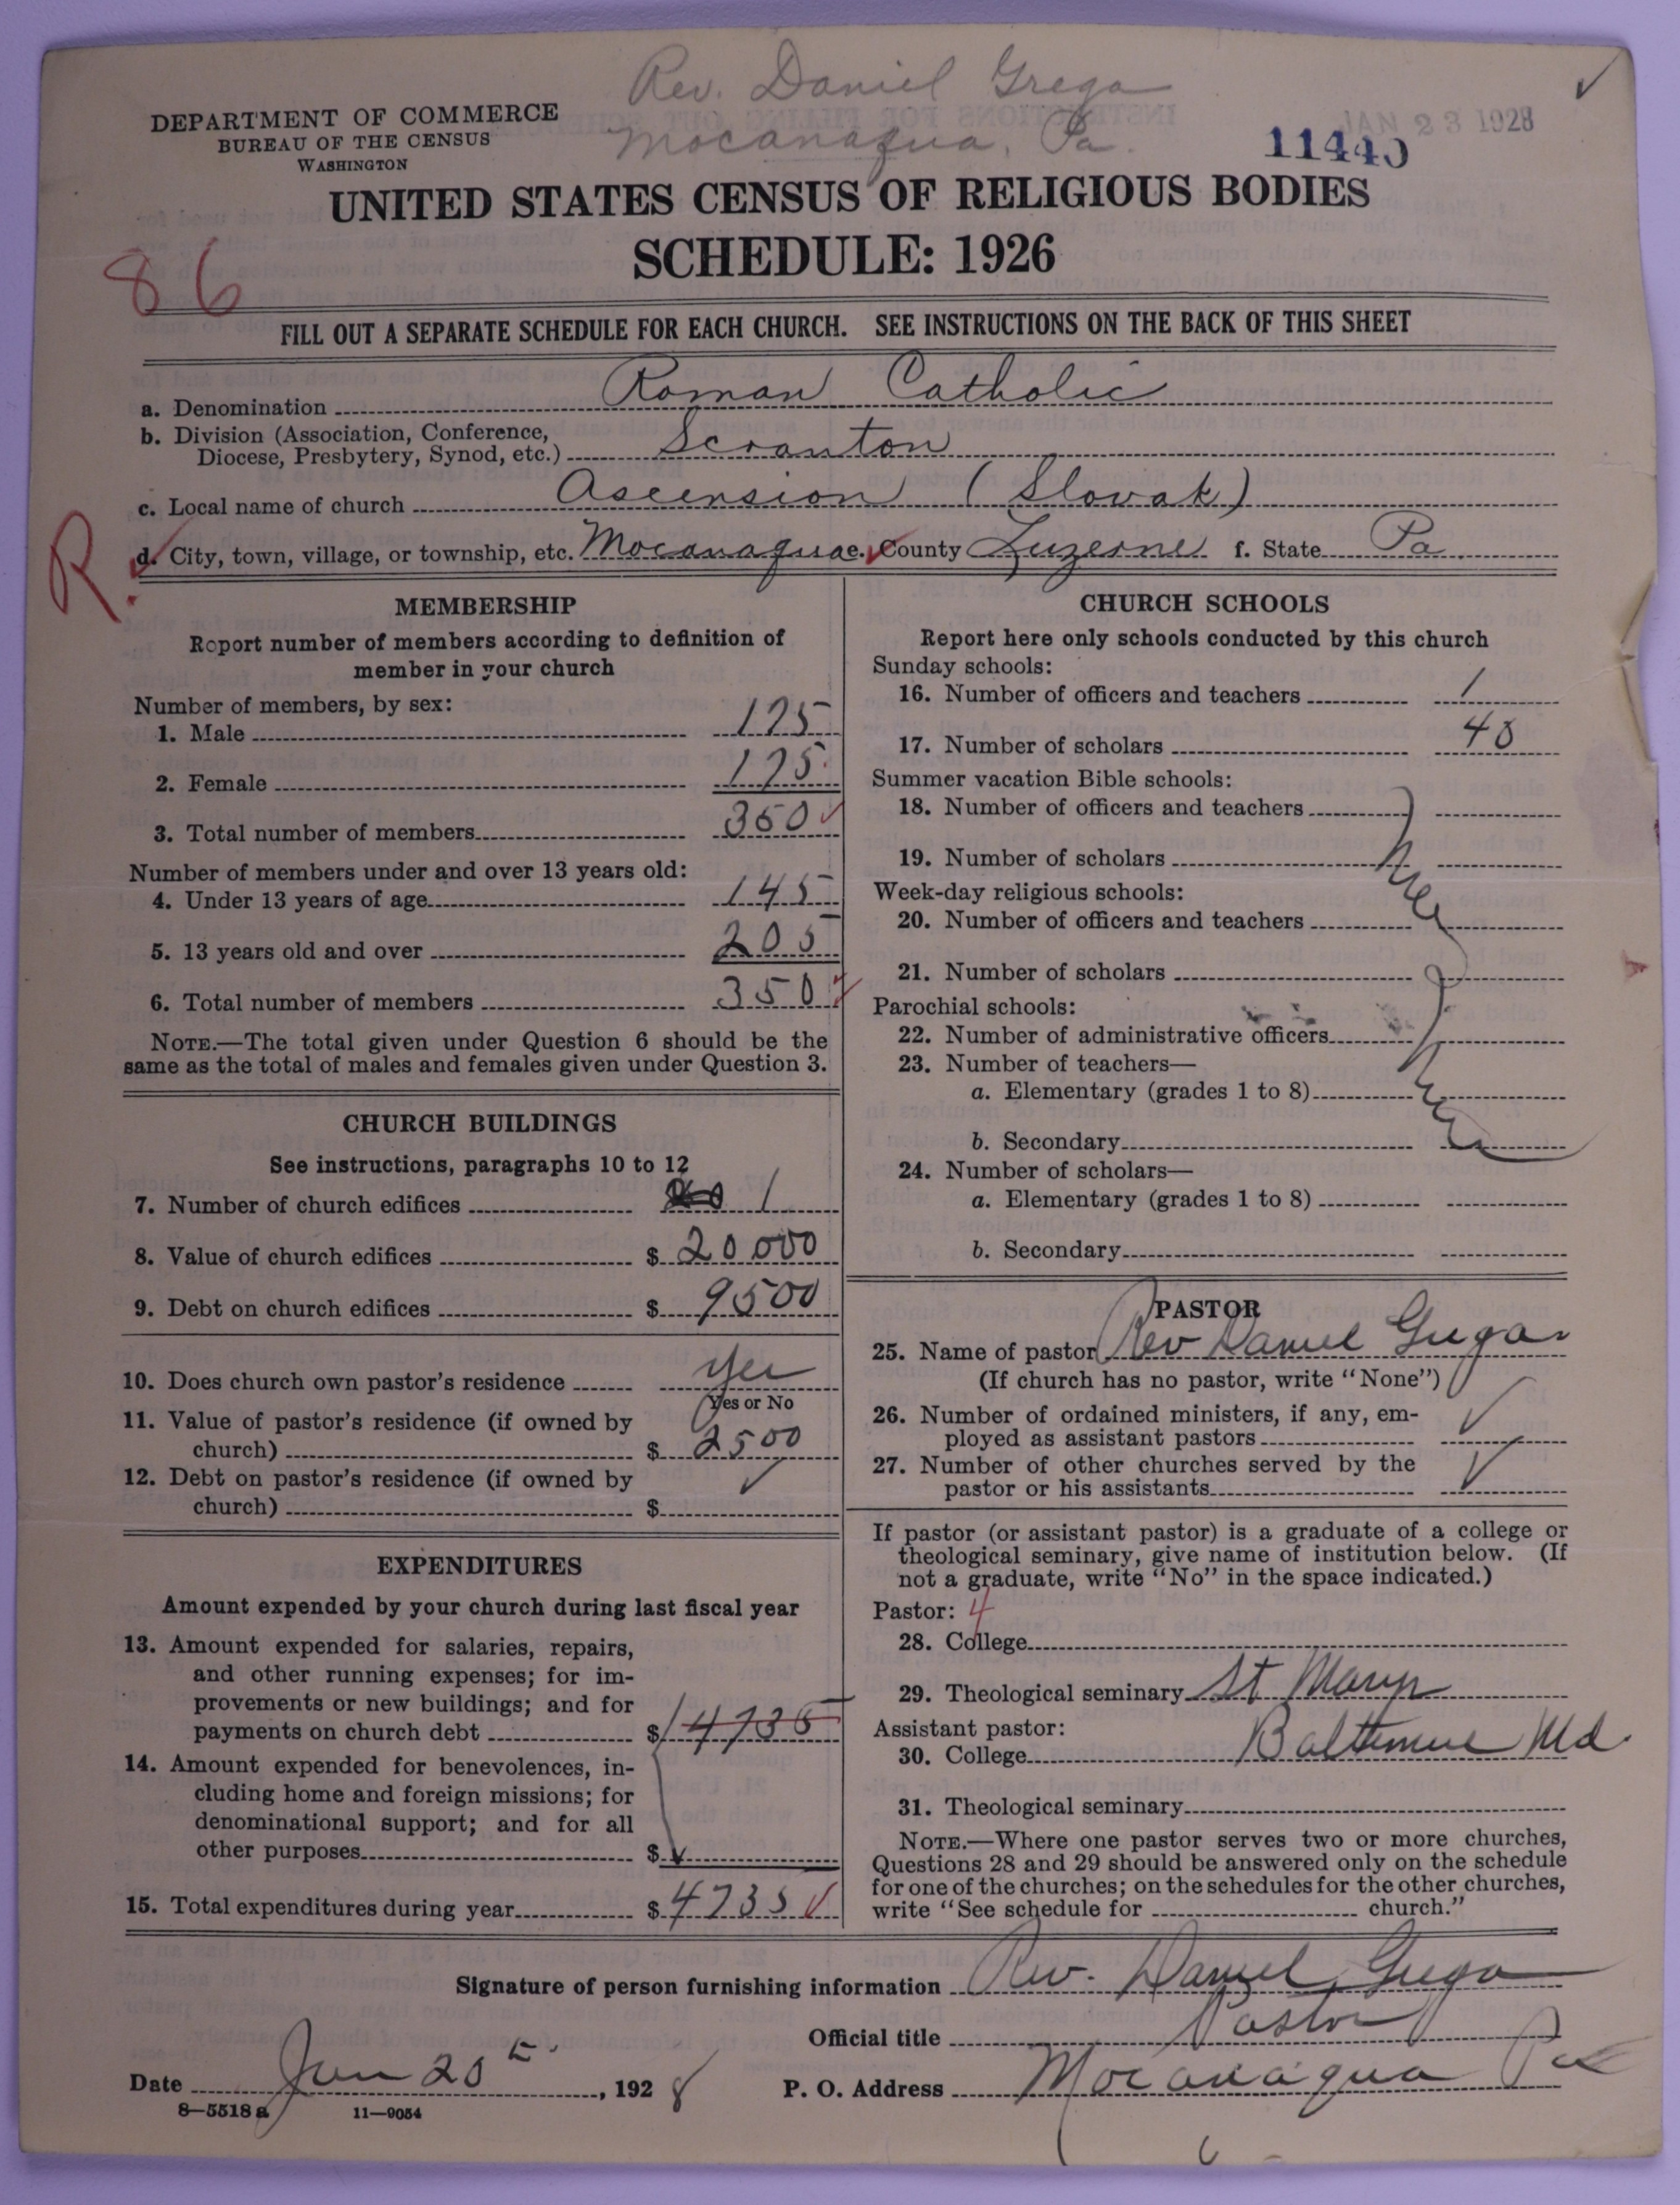 Rev. Daniel Grega
Mocanaqua, Pa.
DEPARTMENT OF COMMERCE
BUREAU OF THE CENSUS
WASHINGTON
JAN 23 1928
11440
UNITED STATES CENSUS OF RELIGIOUS BODIES
SCHEDULE: 1926
86
FILL OUT A SEPARATE SCHEDULE FOR EACH CHURCH. SEE INSTRUCTIONS ON THE BACK OF THIS SHEET
a. Denomination Roman Catholic
b. Division (Association, Conference,
Diocese, Presbytery, Synod, etc.) Scranton
c. Local name of church Ascension (Slovak)
R.
d. City, town, village, or township, etc. Mocanaqua e. County Luzerne f. State Pa.
MEMBERSHIP
Report number of members according to definition of
member in your church
Number of members, by sex:
1. Male 175
2. Female 175
3. Total number of members 350
Number of members under and over 13 years old:
4. Under 13 years of age 145
5. 13 years old and over 205
6. Total number of members 350
NOTE.—The total given under Question 6 should be the
same as the total of males and females given under Question 3.
CHURCH BUILDINGS
See instructions, paragraphs 10 to 12
7. Number of church edifices 1
8. Value of church edifices $ 20000
9. Debt on church edifices $ 9500
10. Does church own pastor's residence Yes
Yes or No
11. Value of pastor's residence (if owned by
church) $ 2500
12. Debt on pastor's residence (if owned by
church) $
EXPENDITURES
Amount expended by your church during last fiscal year
13. Amount expended for salaries, repairs,
and other running expenses; for im-
provements or new buildings; and for
payments on church debt $ 4735
14. Amount expended for benevolences, in-
cluding home and foreign missions; for
denominational support; and for all
other purposes $
15. Total expenditures during year $ 4735
CHURCH SCHOOLS
Report here only schools conducted by this church
Sunday schools:
16. Number of officers and teachers 1
17. Number of scholars 48
Summer vacation Bible schools:
18. Number of officers and teachers
19. Number of scholars
Week-day religious schools:
20. Number of officers and teachers
21. Number of scholars
Parochial schools:
22. Number of administrative officers
23. Number of teachers—
a. Elementary (grades 1 to 8)
b. Secondary
24. Number of scholars—
a. Elementary (grades 1 to 8)
b. Secondary
PASTOR
25. Name of pastor Rev Daniel Grega
(If church has no pastor, write "None")
26. Number of ordained ministers, if any, em-
ployed as assistant pastors
27. Number of other churches served by the
pastor or his assistants
If pastor (or assistant pastor) is a graduate of a college or
theological seminary, give name of institution below. (If
not a graduate, write "No" in the space indicated.)
Pastor: 4
28. College
29. Theological seminary St Marys
Assistant pastor:
30. College Baltimore Md.
31. Theological seminary
NOTE.—Where one pastor serves two or more churches,
Questions 28 and 29 should be answered only on the schedule
for one of the churches; on the schedules for the other churches,
write "See schedule for church."
Signature of person furnishing information Rev. Daniel Grega
Official title Pastor
Date Jan 20th, 1928 P. O. Address Mocanaqua Pa
8—5518 a 11—9054